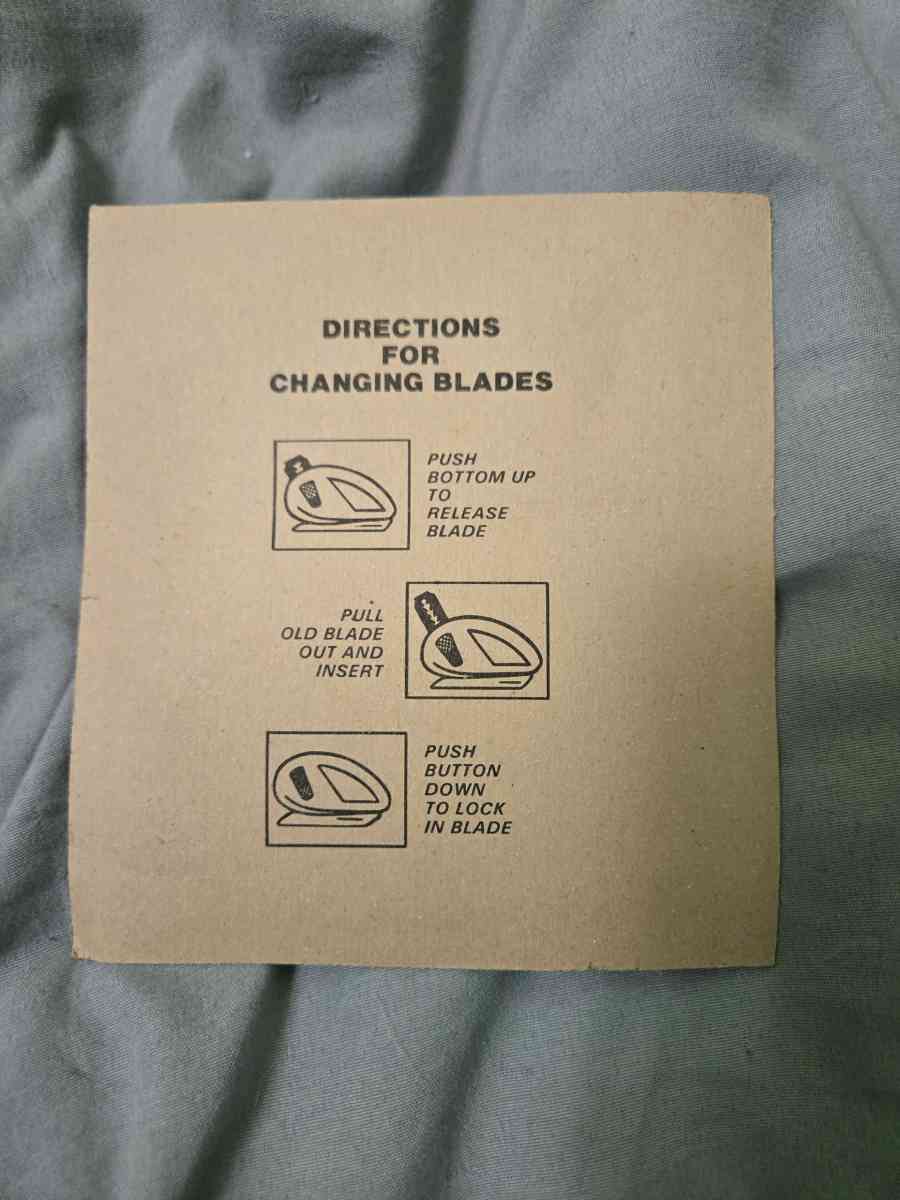 DIRECTIONS
FOR
CHANGING BLADES
PUSH
BOTTOM UP
TO
RELEASE
BLADE
PULL
OLD BLADE
OUT AND
INSERT
PUSH
BUTTON
DOWN
TO LOCK
IN BLADE